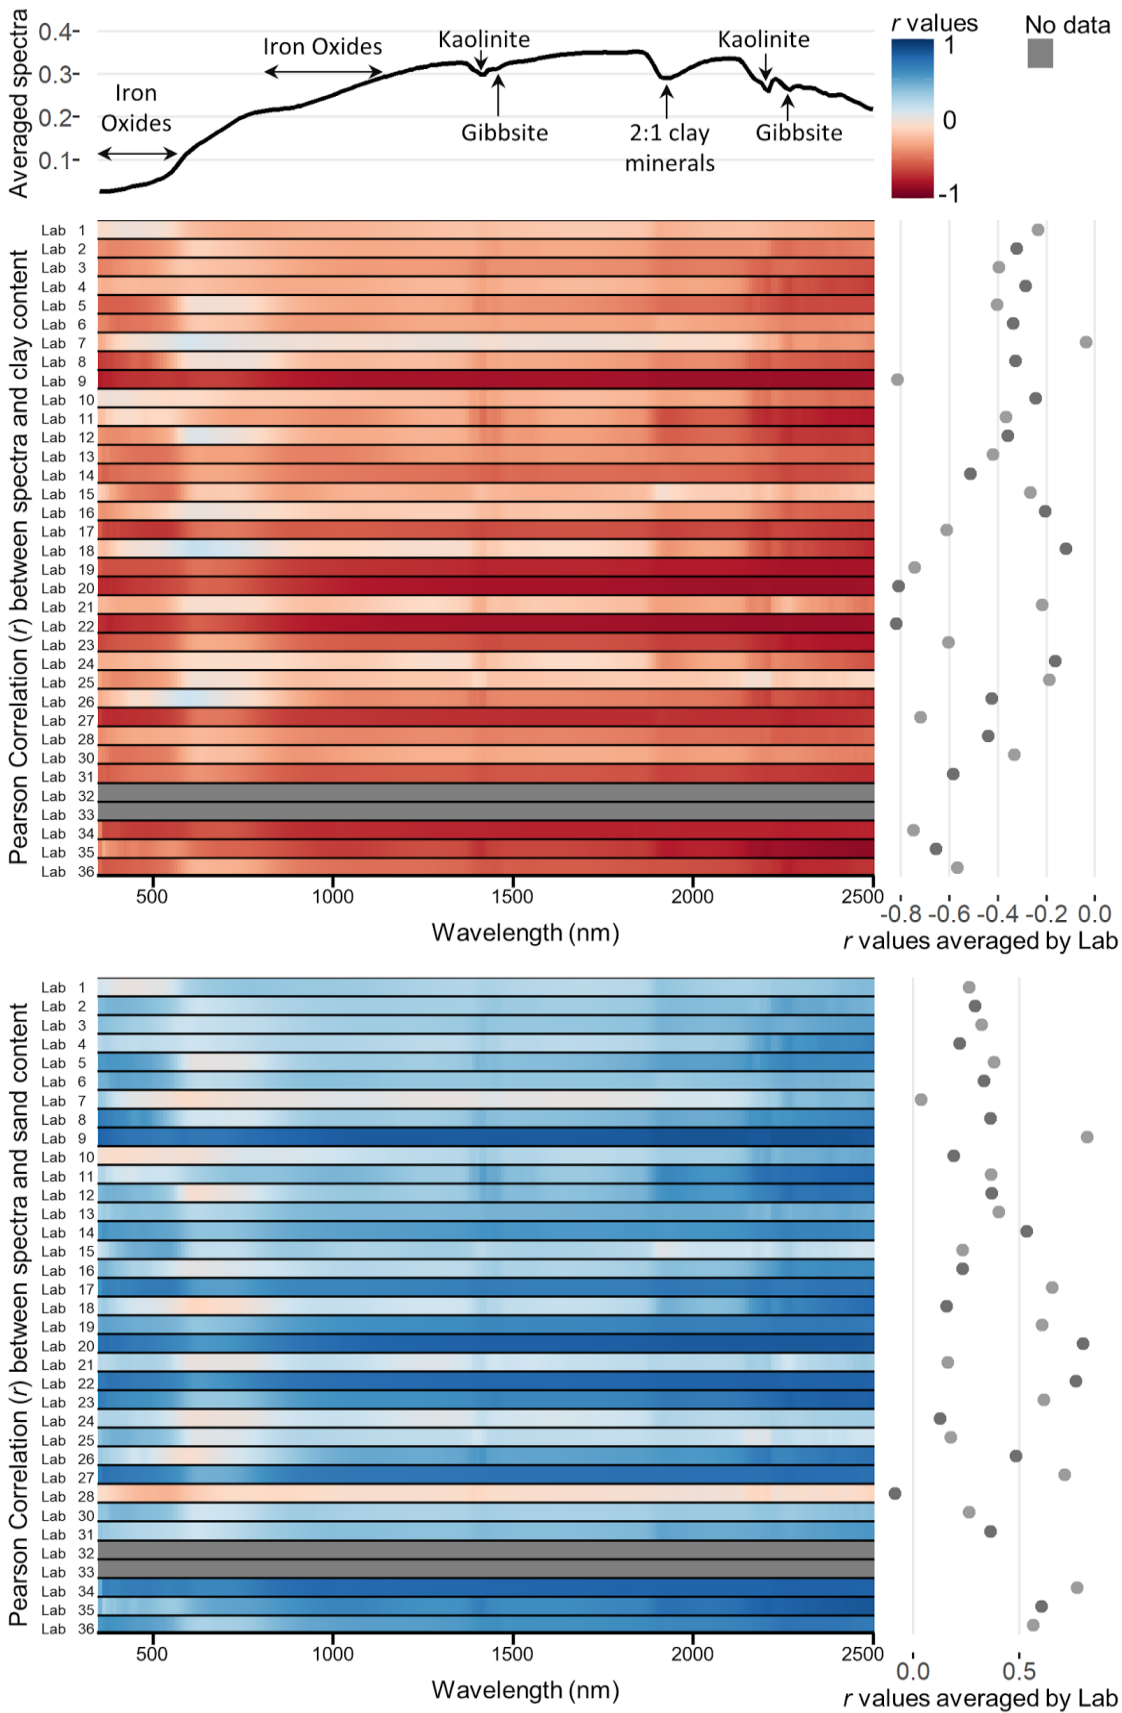 Averaged spectra
0.4-
0.3-
0.2-
0.1-
Iron
Oxides
Iron Oxides
Kaolinite
Gibbsite
2:1 clay
minerals
Kaolinite
Gibbsite
r values
1
0
-1
No data
Pearson Correlation (r) between spectra and clay content
Lab 1
Lab 2
Lab 3
Lab 4
Lab 5
Lab 6
Lab 7
Lab 8
Lab 9
Lab 10
Lab 11
Lab 12
Lab 13
Lab 14
Lab 15
Lab 16
Lab 17
Lab 18
Lab 19
Lab 20
Lab 21
Lab 22
Lab 23
Lab 24
Lab 25
Lab 26
Lab 27
Lab 28
Lab 30
Lab 31
Lab 32
Lab 33
Lab 34
Lab 35
Lab 36
500 1000 1500 2000 2500
Wavelength (nm)
-0.8 -0.6 -0.4 -0.2 0.0
r values averaged by Lab
Pearson Correlation (r) between spectra and sand content
Lab 1
Lab 2
Lab 3
Lab 4
Lab 5
Lab 6
Lab 7
Lab 8
Lab 9
Lab 10
Lab 11
Lab 12
Lab 13
Lab 14
Lab 15
Lab 16
Lab 17
Lab 18
Lab 19
Lab 20
Lab 21
Lab 22
Lab 23
Lab 24
Lab 25
Lab 26
Lab 27
Lab 28
Lab 30
Lab 31
Lab 32
Lab 33
Lab 34
Lab 35
Lab 36
500 1000 1500 2000 2500
Wavelength (nm)
0.0 0.5
r values averaged by Lab